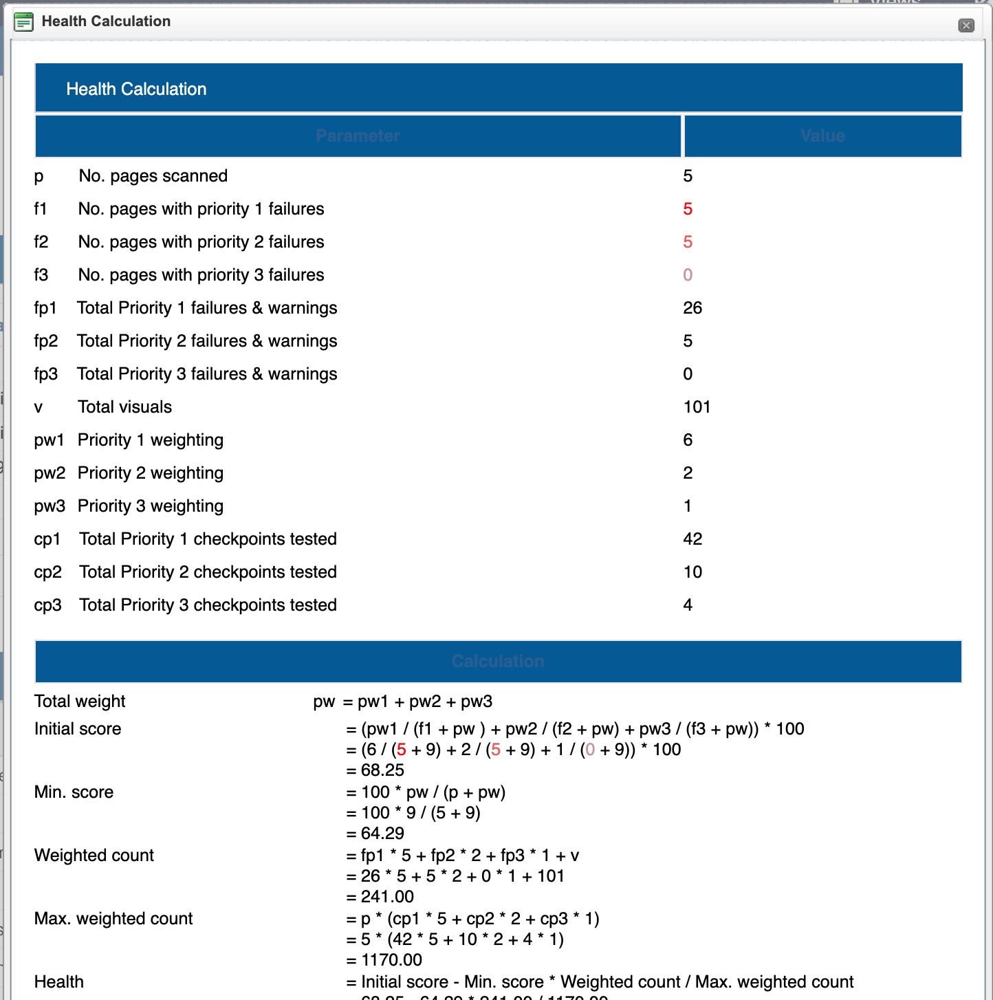 Views
Health Calculation
Health Calculation
Parameter Value
p No. pages scanned 5
f1 No. pages with priority 1 failures 5
f2 No. pages with priority 2 failures 5
f3 No. pages with priority 3 failures 0
fp1 Total Priority 1 failures & warnings 26
fp2 Total Priority 2 failures & warnings 5
fp3 Total Priority 3 failures & warnings 0
v Total visuals 101
pw1 Priority 1 weighting 6
pw2 Priority 2 weighting 2
pw3 Priority 3 weighting 1
cp1 Total Priority 1 checkpoints tested 42
cp2 Total Priority 2 checkpoints tested 10
cp3 Total Priority 3 checkpoints tested 4
Calculation
Total weight pw = pw1 + pw2 + pw3
Initial score = (pw1 / (f1 + pw ) + pw2 / (f2 + pw) + pw3 / (f3 + pw)) * 100
= (6 / (5 + 9) + 2 / (5 + 9) + 1 / (0 + 9)) * 100
= 68.25
Min. score = 100 * pw / (p + pw)
= 100 * 9 / (5 + 9)
= 64.29
Weighted count = fp1 * 5 + fp2 * 2 + fp3 * 1 + v
= 26 * 5 + 5 * 2 + 0 * 1 + 101
= 241.00
Max. weighted count = p * (cp1 * 5 + cp2 * 2 + cp3 * 1)
= 5 * (42 * 5 + 10 * 2 + 4 * 1)
= 1170.00
Health = Initial score - Min. score * Weighted count / Max. weighted count
= 68.25 - 64.29 * 241.00 / 1170.00